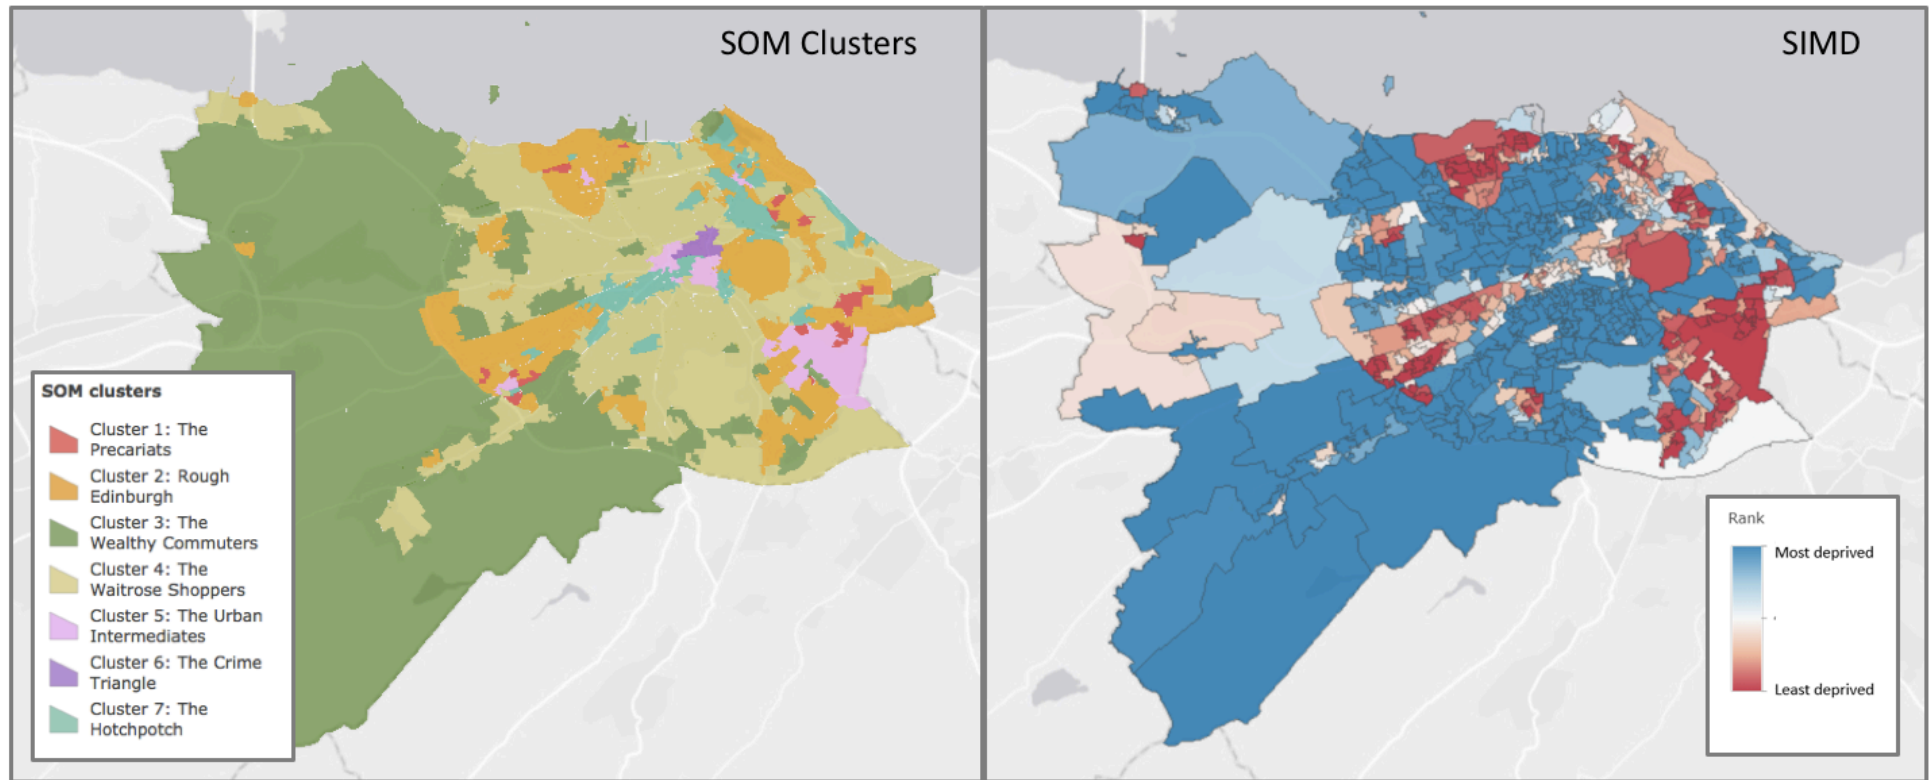 SOM Clusters
SOM clusters
Cluster 1: The
Precariats
Cluster 2: Rough
Edinburgh
Cluster 3: The
Wealthy Commuters
Cluster 4: The
Waitrose Shoppers
Cluster 5: The Urban
Intermediates
Cluster 6: The Crime
Triangle
Cluster 7: The
Hotchpotch
SIMD
Rank
Most deprived
Least deprived